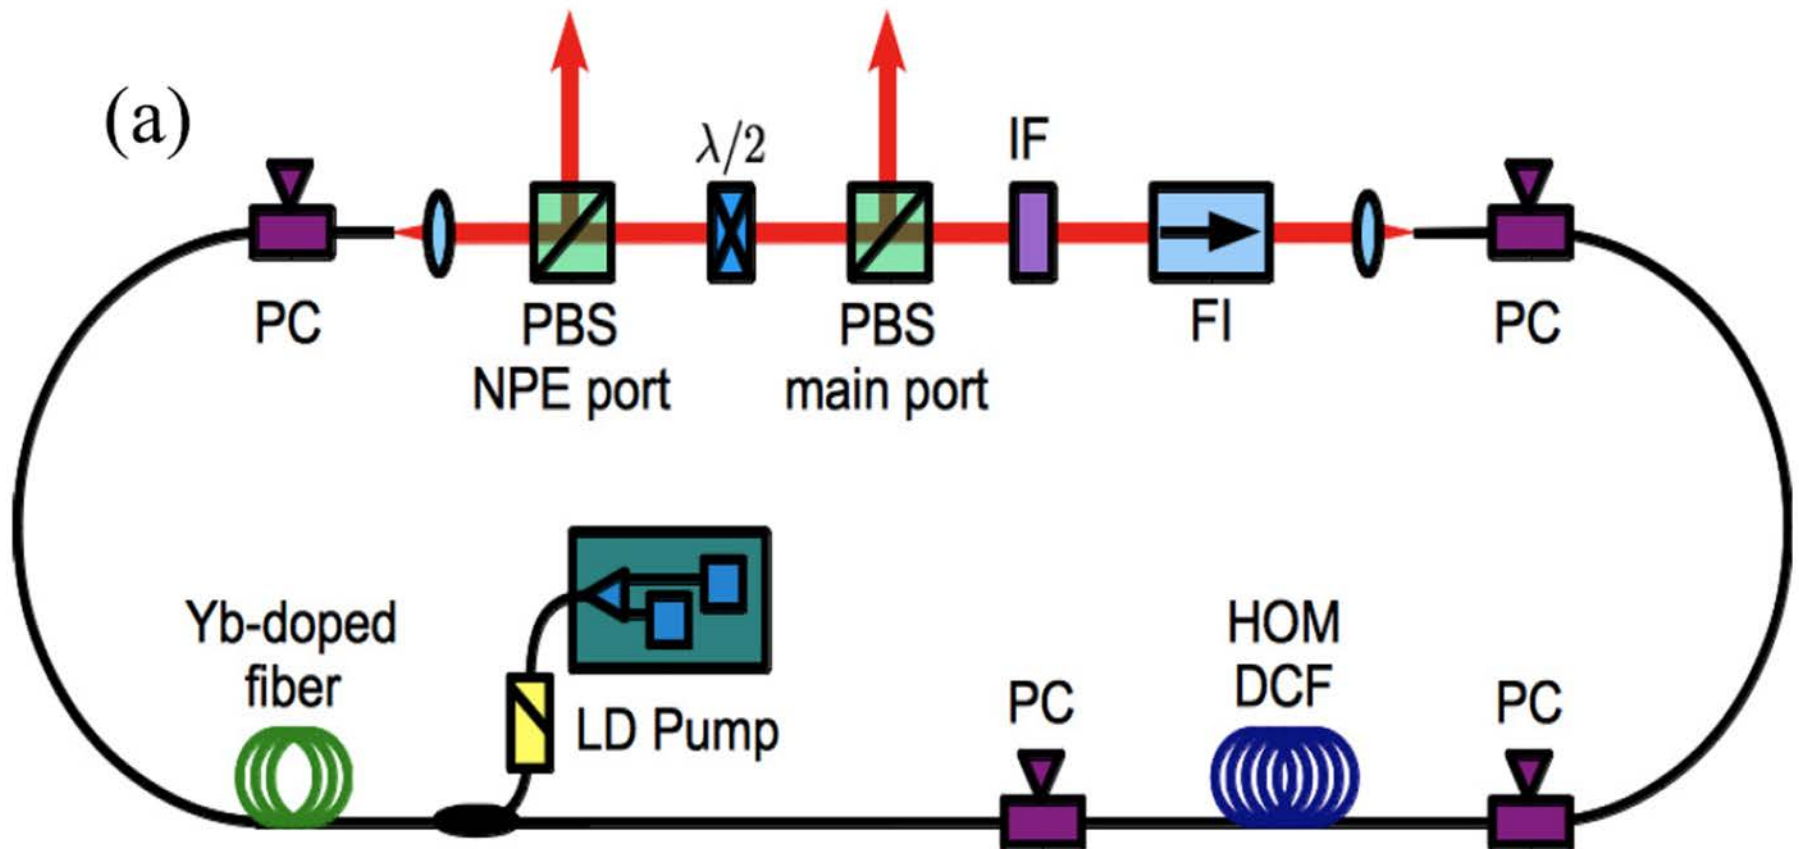 (a)
λ/2
IF
PC
PBS
NPE port
PBS
main port
FI
PC
Yb-doped
fiber
LD Pump
PC
HOM
DCF
PC